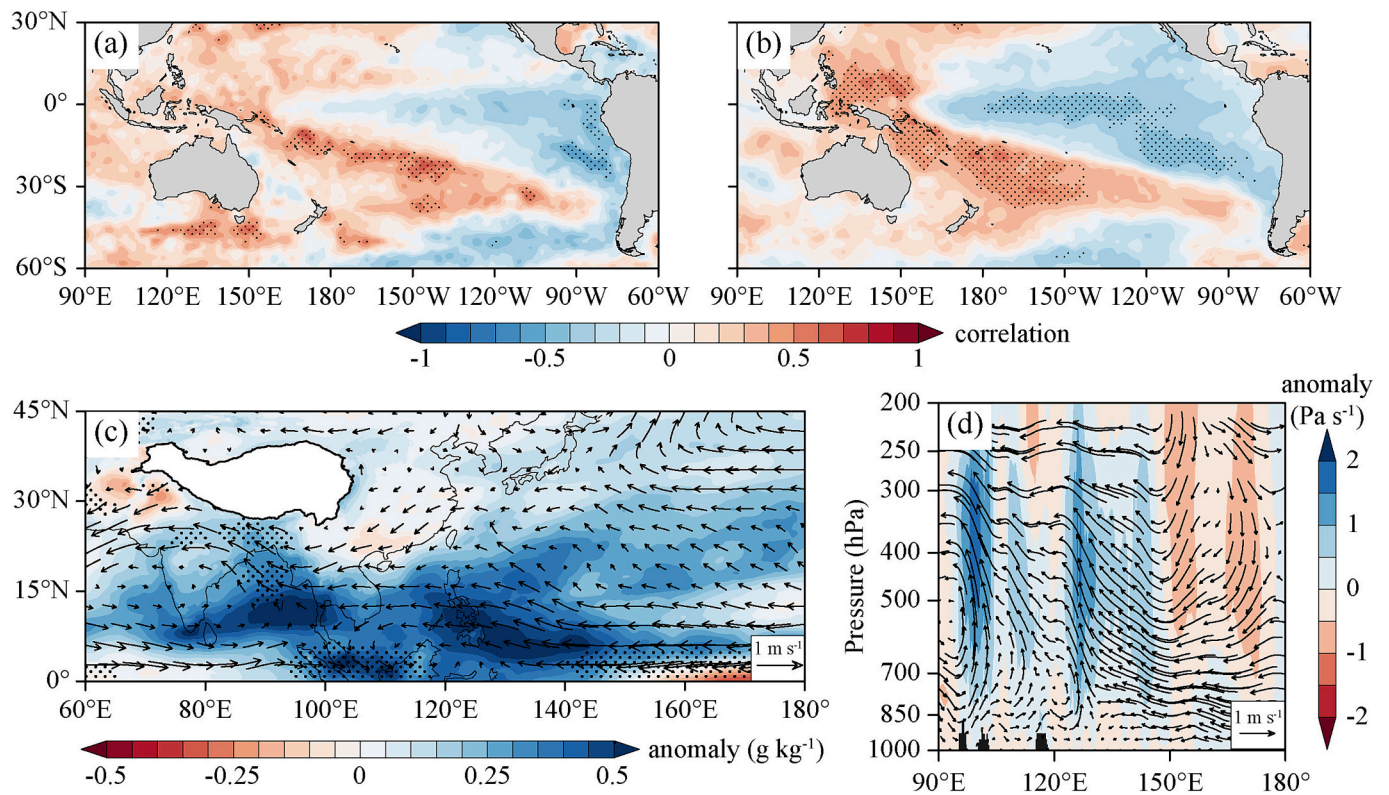 30°N
0°
30°S
60°S
(a)
(b)
90°E 120°E 150°E 180° 150°W 120°W 90°W 60°W
90°E 120°E 150°E 180° 150°W 120°W 90°W 60°W
-1 -0.5 0 0.5 1 correlation
45°N
30°N
15°N
0°
(c)
1 m s⁻¹
60°E 80°E 100°E 120°E 140°E 160°E 180°
-0.5 -0.25 0 0.25 0.5 anomaly (g kg⁻¹)
Pressure (hPa)
200
250
300
400
500
700
850
1000
(d)
1 m s⁻¹
90°E 120°E 150°E 180°
anomaly
(Pa s⁻¹)
2
1
0
-1
-2